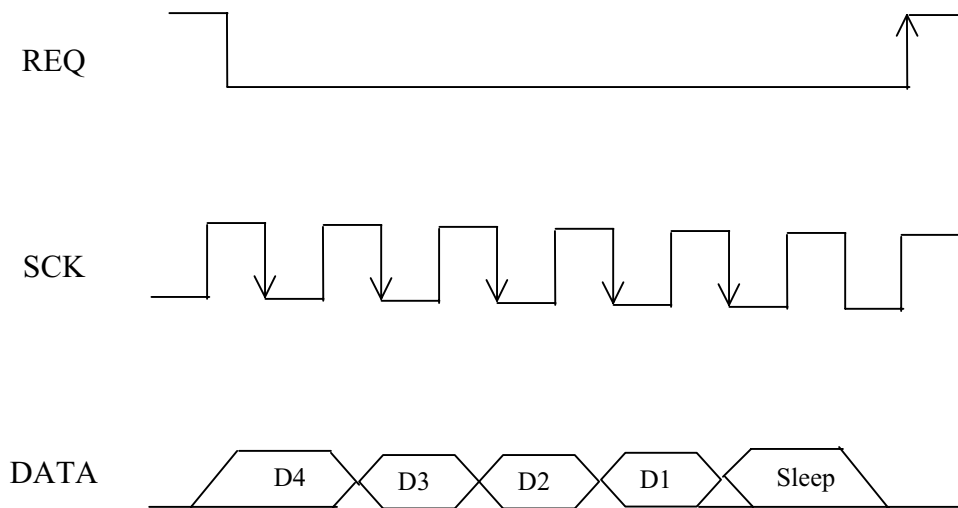 REQ
SCK
DATA
D4
D3
D2
D1
Sleep